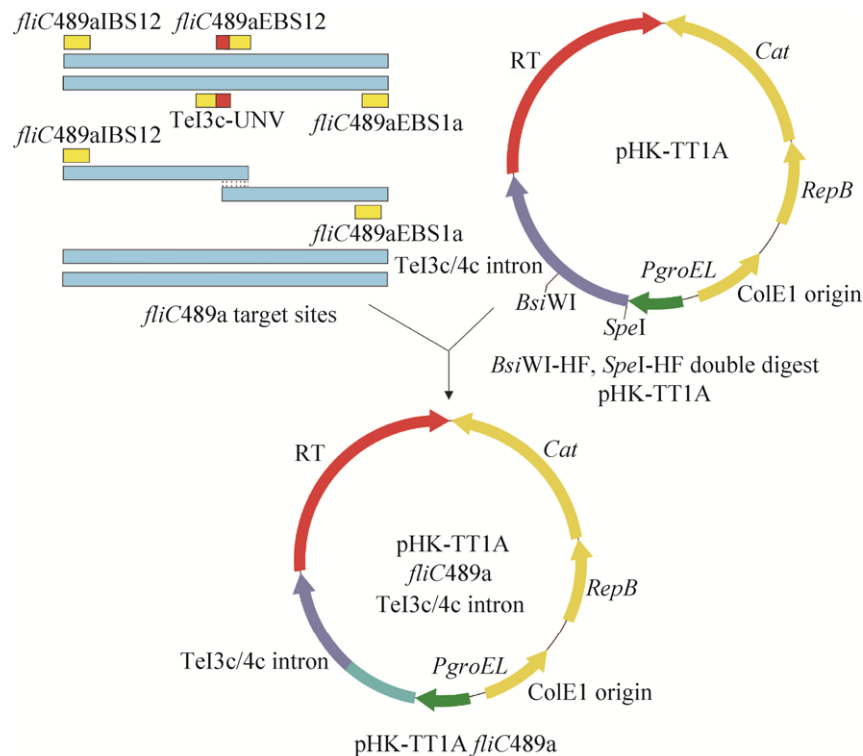 fliC489aIBS12
fliC489aEBS12
TeI3c-UNV
fliC489aEBS1a
fliC489aIBS12
fliC489aEBS1a
fliC489a target sites
RT
Cat
pHK-TT1A
RepB
TeI3c/4c intron
PgroEL
BsiWI
ColE1 origin
SpeI
BsiWI-HF, SpeI-HF double digest
pHK-TT1A
RT
Cat
pHK-TT1A
fliC489a
TeI3c/4c intron
RepB
TeI3c/4c intron
PgroEL
ColE1 origin
pHK-TT1A fliC489a